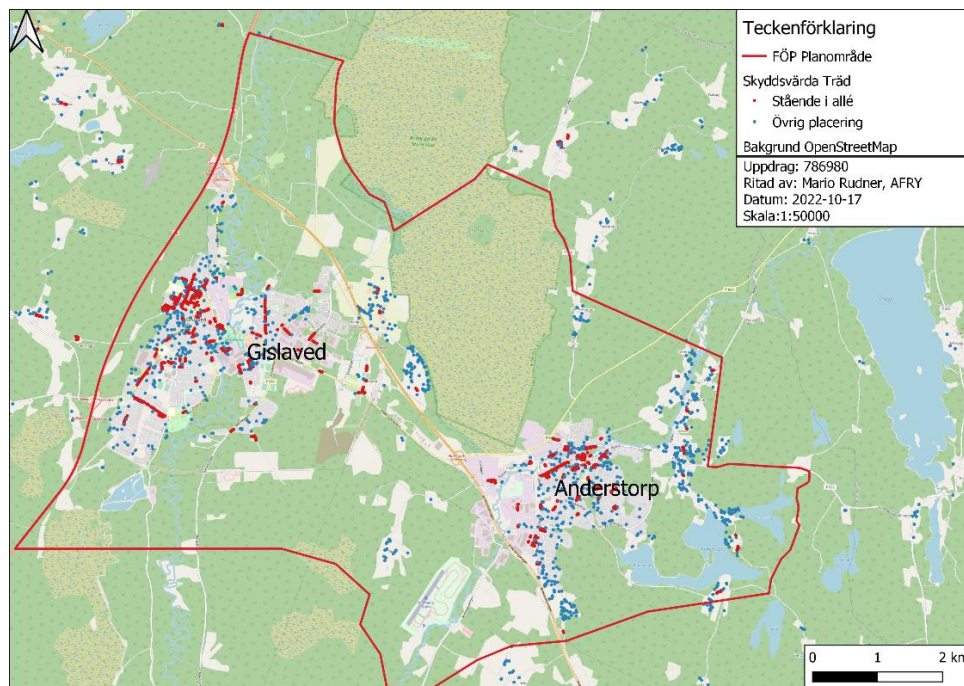 Teckenförklaring
FÖP Planområde
Skyddsvärda Träd
Stående i allé
Övrig placering
Bakgrund OpenStreetMap
Uppdrag: 786980
Ritad av: Mario Rudner, AFRY
Datum: 2022-10-17
Skala:1:50000
Gislaved
Anderstorp
0 1 2 km